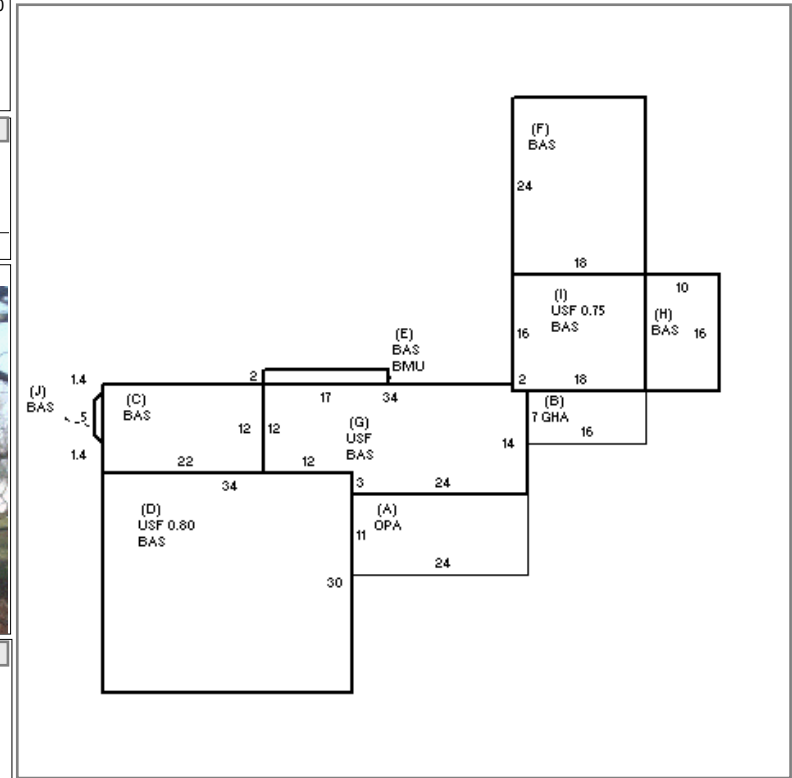 (F)
BAS
24
18
10
(I)
USF 0.75
BAS
(H)
BAS
16
16
(E)
BAS
BMU
2
2
18
1.4
(J)
BAS
5
1.4
(C)
BAS
17
34
(B)
7 GHA
16
(G)
USF
BAS
12
12
14
22
12
34
3
24
(D)
USF 0.80
BAS
(A)
OPA
11
24
30